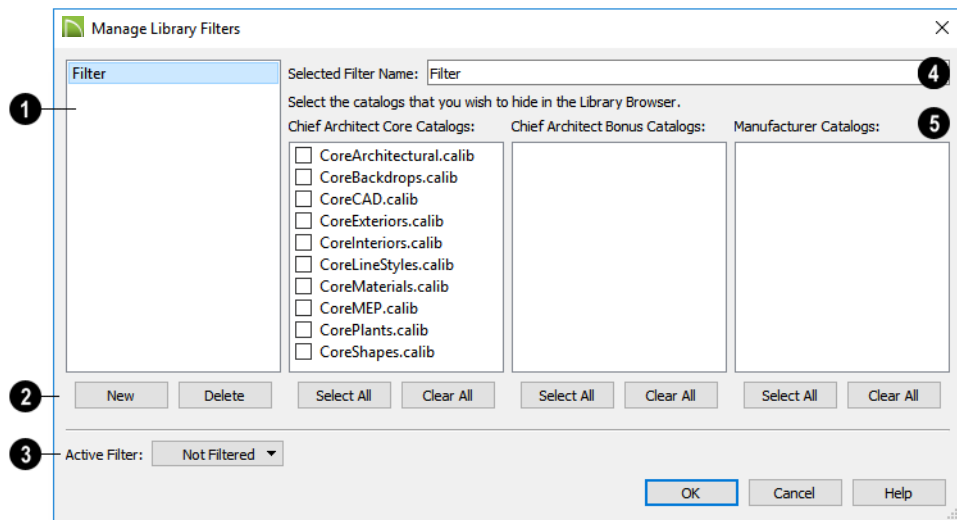 Manage Library Filters
1
Filter
Selected Filter Name: Filter
4
Select the catalogs that you wish to hide in the Library Browser.
5
Chief Architect Core Catalogs:
CoreArchitectural.calib
CoreBackdrops.calib
CoreCAD.calib
CoreExteriors.calib
CoreInteriors.calib
CoreLineStyles.calib
CoreMaterials.calib
CoreMEP.calib
CorePlants.calib
CoreShapes.calib
Chief Architect Bonus Catalogs:
Manufacturer Catalogs:
2
New Delete
Select All Clear All
Select All Clear All
Select All Clear All
3
Active Filter: Not Filtered
OK Cancel Help